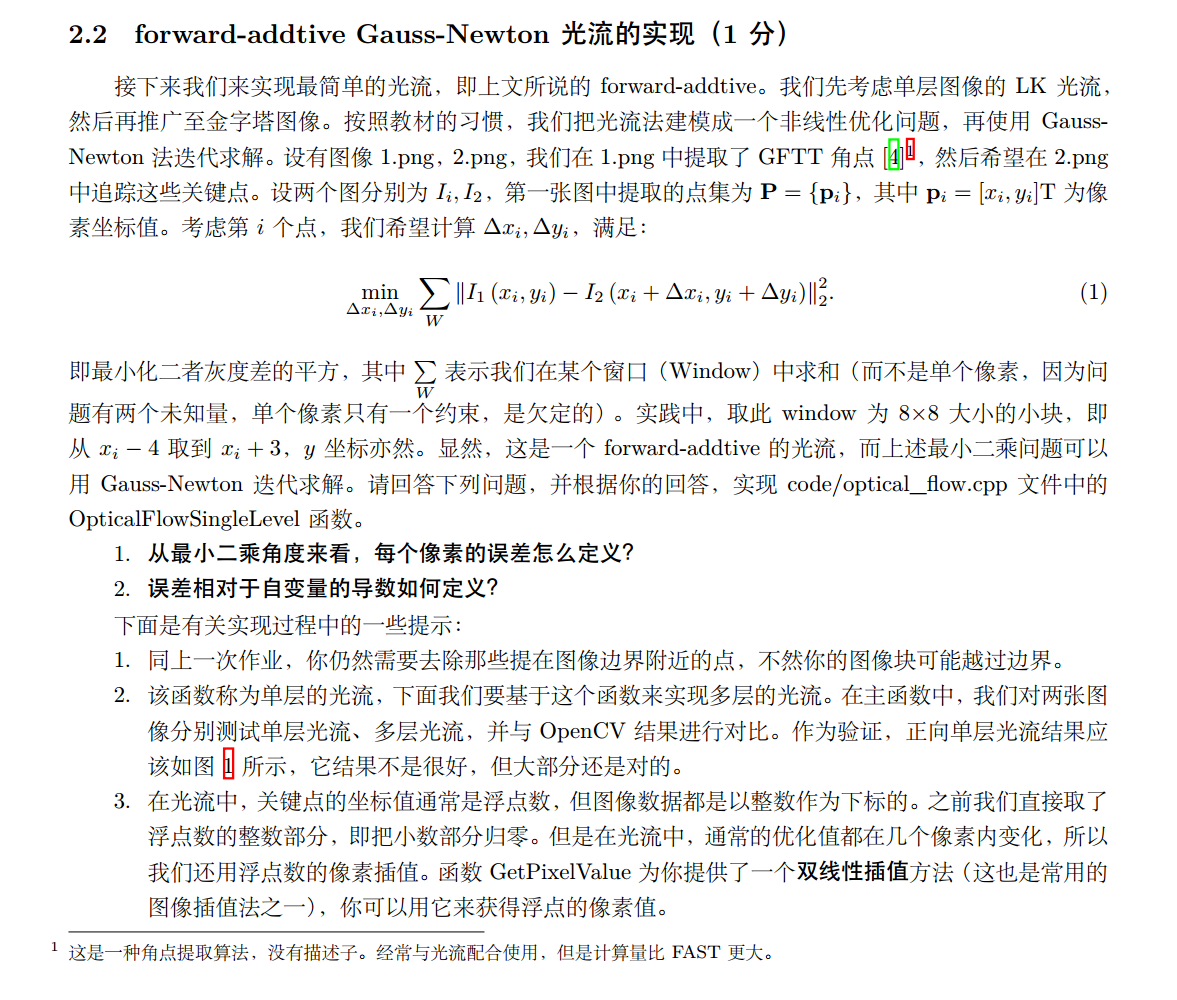 2.2 forward-addtive Gauss-Newton 光流的实现（1 分）
接下来我们来实现最简单的光流，即上文所说的 forward-addtive。我们先考虑单层图像的 LK 光流，
然后再推广至金字塔图像。按照教材的习惯，我们把光流法建模成一个非线性优化问题，再使用 Gauss-
Newton 法迭代求解。设有图像 1.png，2.png，我们在 1.png 中提取了 GFTT 角点 [4]1，然后希望在 2.png
中追踪这些关键点。设两个图分别为 I_i, I_2，第一张图中提取的点集为 P = {p_i}，其中 p_i = [x_i, y_i]T 为像
素坐标值。考虑第 i 个点，我们希望计算 Δx_i, Δy_i，满足：
min_{Δx_i,Δy_i} ∑_W ‖I_1 (x_i, y_i) − I_2 (x_i + Δx_i, y_i + Δy_i)‖_2^2. (1)
即最小化二者灰度差的平方，其中 ∑_W 表示我们在某个窗口（Window）中求和（而不是单个像素，因为问
题有两个未知量，单个像素只有一个约束，是欠定的）。实践中，取此 window 为 8×8 大小的小块，即
从 x_i − 4 取到 x_i + 3，y 坐标亦然。显然，这是一个 forward-addtive 的光流，而上述最小二乘问题可以
用 Gauss-Newton 迭代求解。请回答下列问题，并根据你的回答，实现 code/optical_flow.cpp 文件中的
OpticalFlowSingleLevel 函数。
1. 从最小二乘角度来看，每个像素的误差怎么定义？
2. 误差相对于自变量的导数如何定义？
下面是有关实现过程中的一些提示：
1. 同上一次作业，你仍然需要去除那些提在图像边界附近的点，不然你的图像块可能越过边界。
2. 该函数称为单层的光流，下面我们要基于这个函数来实现多层的光流。在主函数中，我们对两张图
像分别测试单层光流、多层光流，并与 OpenCV 结果进行对比。作为验证，正向单层光流结果应
该如图 1 所示，它结果不是很好，但大部分还是对的。
3. 在光流中，关键点的坐标值通常是浮点数，但图像数据都是以整数作为下标的。之前我们直接取了
浮点数的整数部分，即把小数部分归零。但是在光流中，通常的优化值都在几个像素内变化，所以
我们还用浮点数的像素插值。函数 GetPixelValue 为你提供了一个双线性插值方法（这也是常用的
图像插值法之一），你可以用它来获得浮点的像素值。
1 这是一种角点提取算法，没有描述子。经常与光流配合使用，但是计算量比 FAST 更大。